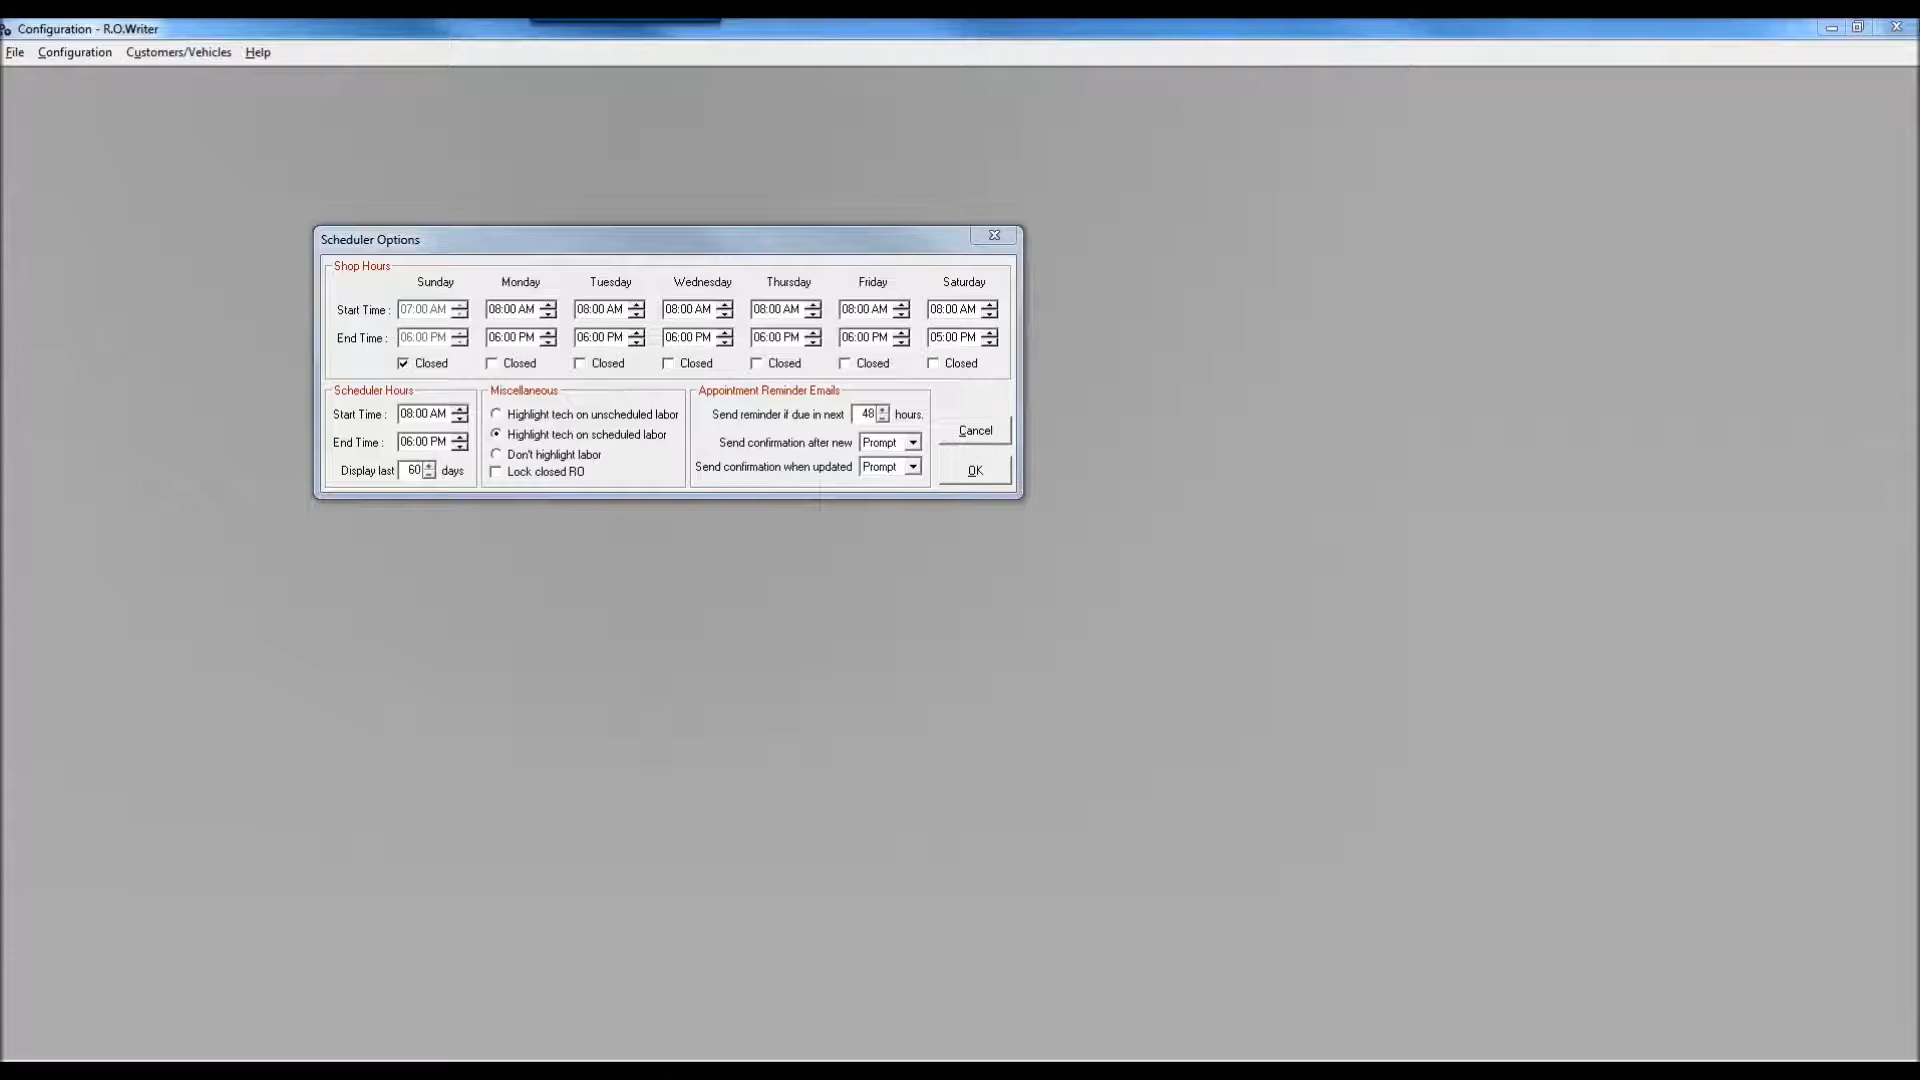 Configuration - R.O.Writer
File Configuration Customers/Vehicles Help
Scheduler Options
Shop Hours
Sunday Monday Tuesday Wednesday Thursday Friday Saturday
Start Time : 07:00 AM 08:00 AM 08:00 AM 08:00 AM 08:00 AM 08:00 AM 08:00 AM
End Time : 06:00 PM 06:00 PM 06:00 PM 06:00 PM 06:00 PM 06:00 PM 05:00 PM
Closed Closed Closed Closed Closed Closed Closed
Scheduler Hours
Start Time : 08:00 AM
End Time : 06:00 PM
Display last 60 days
Miscellaneous
Highlight tech on unscheduled labor
Highlight tech on scheduled labor
Don't highlight labor
Lock closed RO
Appointment Reminder Emails
Send reminder if due in next 48 hours.
Send confirmation after new Prompt
Send confirmation when updated Prompt
Cancel
OK